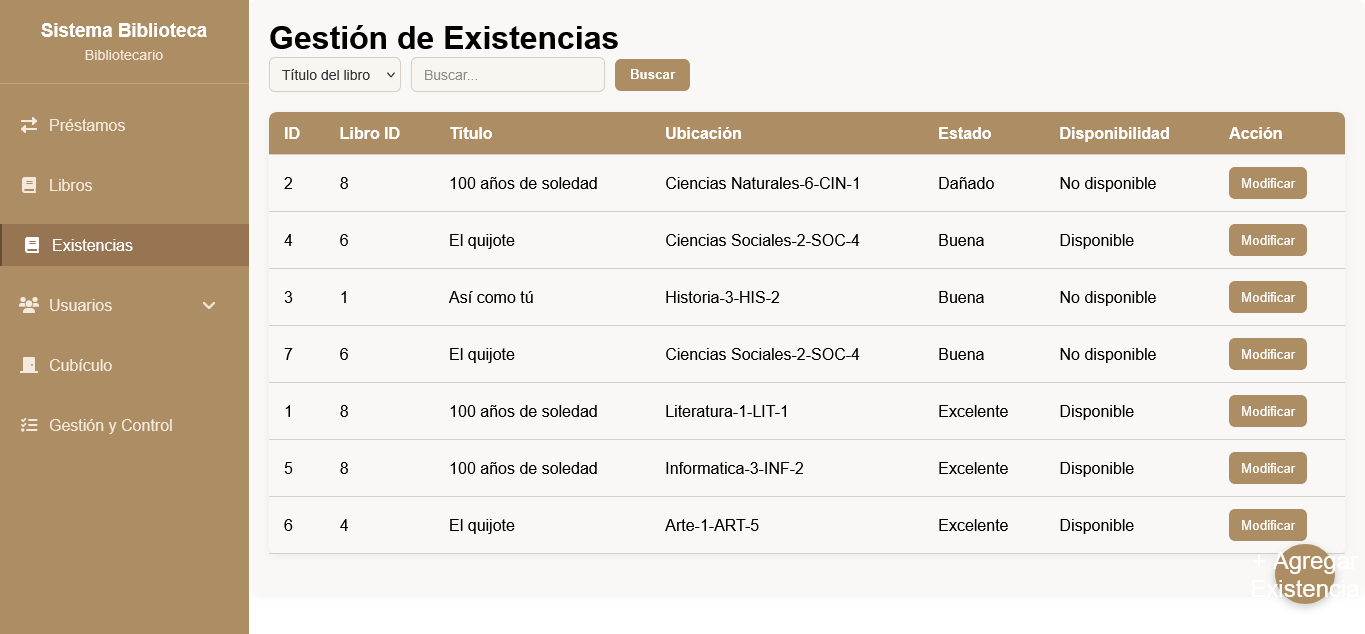 Sistema Biblioteca
Bibliotecario
Préstamos
Libros
Existencias
Usuarios
Cubículo
Gestión y Control
Gestión de Existencias
Título del libro Buscar... Buscar
ID Libro ID Titulo Ubicación Estado Disponibilidad Acción
2 8 100 años de soledad Ciencias Naturales-6-CIN-1 Dañado No disponible Modificar
4 6 El quijote Ciencias Sociales-2-SOC-4 Buena Disponible Modificar
3 1 Así como tú Historia-3-HIS-2 Buena No disponible Modificar
7 6 El quijote Ciencias Sociales-2-SOC-4 Buena No disponible Modificar
1 8 100 años de soledad Literatura-1-LIT-1 Excelente Disponible Modificar
5 8 100 años de soledad Informatica-3-INF-2 Excelente Disponible Modificar
6 4 El quijote Arte-1-ART-5 Excelente Disponible Modificar
+ Agregar
Existencia